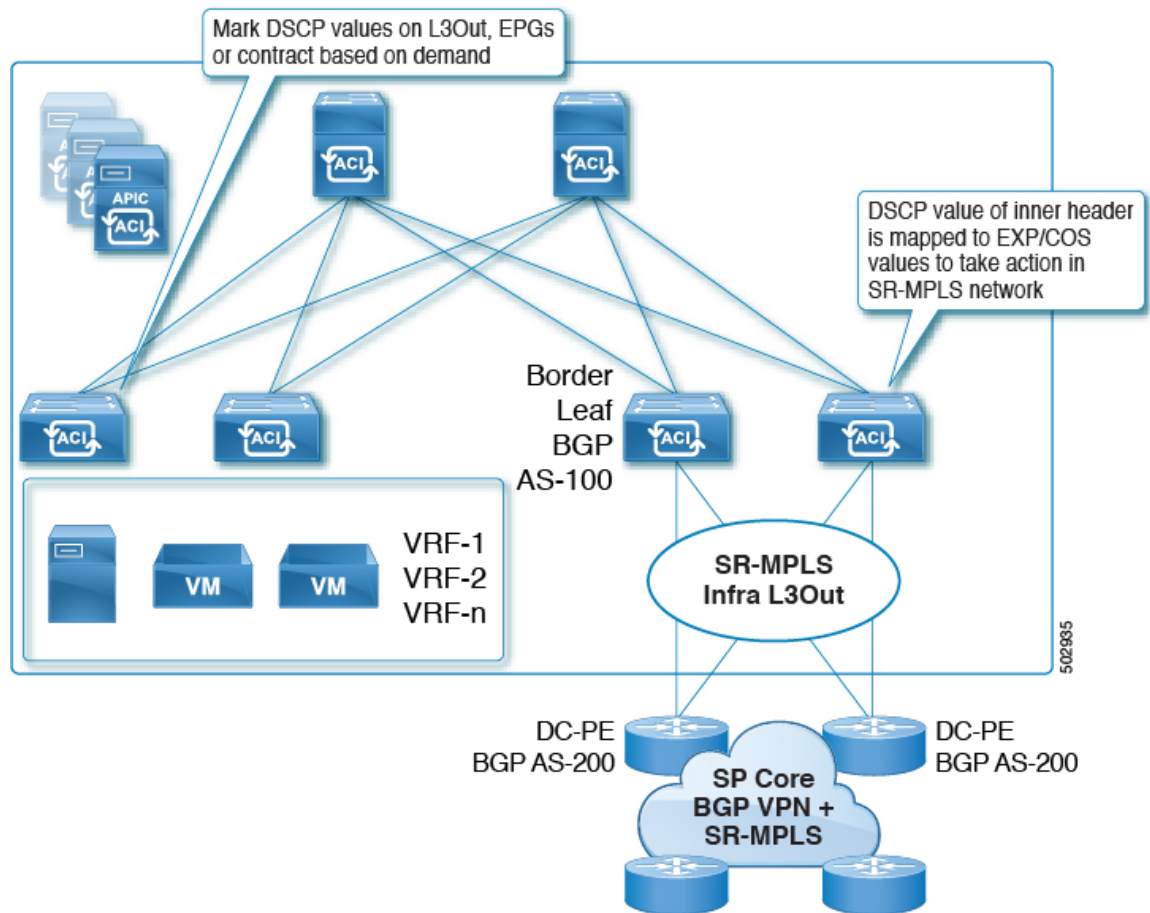 Mark DSCP values on L3Out, EPGs
or contract based on demand
ACI
ACI
A
A
APIC
ACI
DSCP value of inner header
is mapped to EXP/COS
values to take action in
SR-MPLS network
Border
Leaf
BGP
AS-100
ACI
ACI
ACI
ACI
VM
VM
VRF-1
VRF-2
VRF-n
SR-MPLS
Infra L3Out
502935
DC-PE
BGP AS-200
DC-PE
BGP AS-200
SP Core
BGP VPN +
SR-MPLS